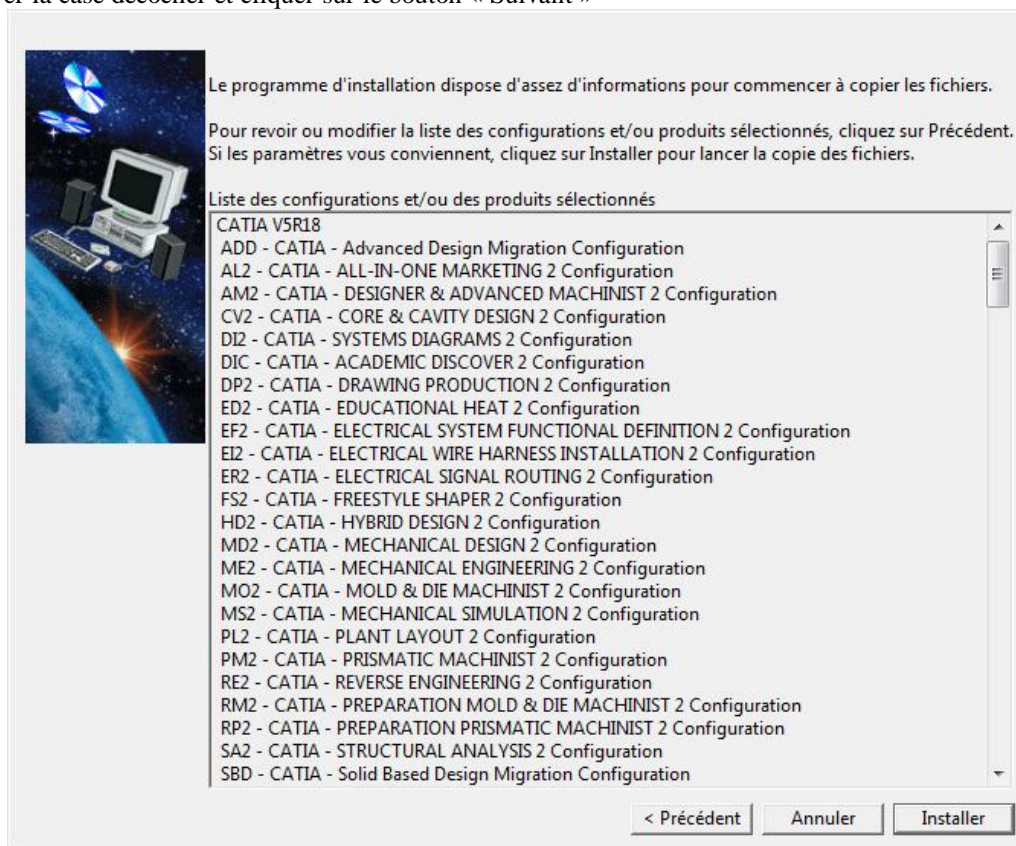 er la case décocher et cliquer sur le bouton « Suivant »
Le programme d'installation dispose d'assez d'informations pour commencer à copier les fichiers.
Pour revoir ou modifier la liste des configurations et/ou produits sélectionnés, cliquez sur Précédent.
Si les paramètres vous conviennent, cliquez sur Installer pour lancer la copie des fichiers.
Liste des configurations et/ou des produits sélectionnés
CATIA V5R18
ADD - CATIA - Advanced Design Migration Configuration
AL2 - CATIA - ALL-IN-ONE MARKETING 2 Configuration
AM2 - CATIA - DESIGNER & ADVANCED MACHINIST 2 Configuration
CV2 - CATIA - CORE & CAVITY DESIGN 2 Configuration
DI2 - CATIA - SYSTEMS DIAGRAMS 2 Configuration
DIC - CATIA - ACADEMIC DISCOVER 2 Configuration
DP2 - CATIA - DRAWING PRODUCTION 2 Configuration
ED2 - CATIA - EDUCATIONAL HEAT 2 Configuration
EF2 - CATIA - ELECTRICAL SYSTEM FUNCTIONAL DEFINITION 2 Configuration
EI2 - CATIA - ELECTRICAL WIRE HARNESS INSTALLATION 2 Configuration
ER2 - CATIA - ELECTRICAL SIGNAL ROUTING 2 Configuration
FS2 - CATIA - FREESTYLE SHAPER 2 Configuration
HD2 - CATIA - HYBRID DESIGN 2 Configuration
MD2 - CATIA - MECHANICAL DESIGN 2 Configuration
ME2 - CATIA - MECHANICAL ENGINEERING 2 Configuration
MO2 - CATIA - MOLD & DIE MACHINIST 2 Configuration
MS2 - CATIA - MECHANICAL SIMULATION 2 Configuration
PL2 - CATIA - PLANT LAYOUT 2 Configuration
PM2 - CATIA - PRISMATIC MACHINIST 2 Configuration
RE2 - CATIA - REVERSE ENGINEERING 2 Configuration
RM2 - CATIA - PREPARATION MOLD & DIE MACHINIST 2 Configuration
RP2 - CATIA - PREPARATION PRISMATIC MACHINIST 2 Configuration
SA2 - CATIA - STRUCTURAL ANALYSIS 2 Configuration
SBD - CATIA - Solid Based Design Migration Configuration
< Précédent Annuler Installer